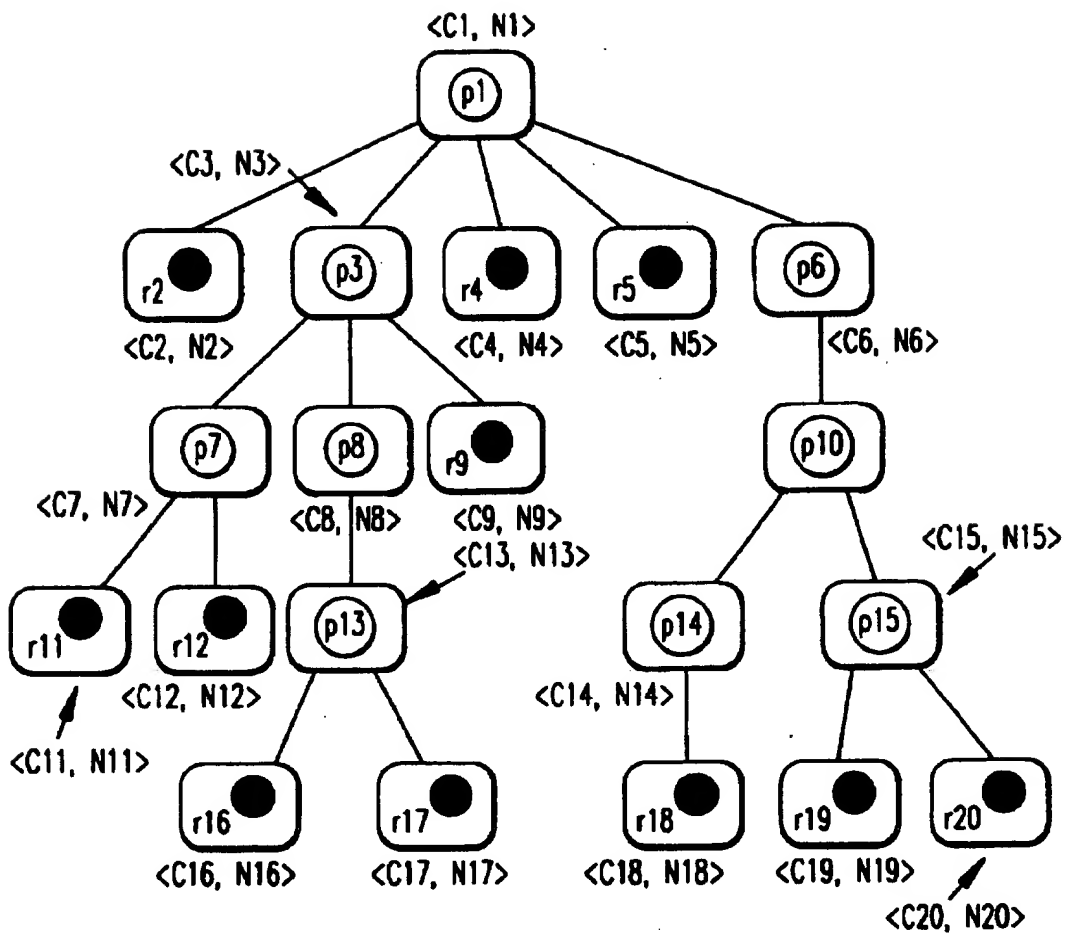 <C1, N1>
p1
<C3, N3>
r2
p3
r4
r5
p6
<C2, N2>
<C4, N4>
<C5, N5>
<C6, N6>
p7
p8
r9
p10
<C7, N7>
<C8, N8>
<C9, N9>
<C13, N13>
<C15, N15>
r11
r12
p13
p14
p15
<C12, N12>
<C14, N14>
<C11, N11>
r16
r17
r18
r19
r20
<C16, N16>
<C17, N17>
<C18, N18>
<C19, N19>
<C20, N20>